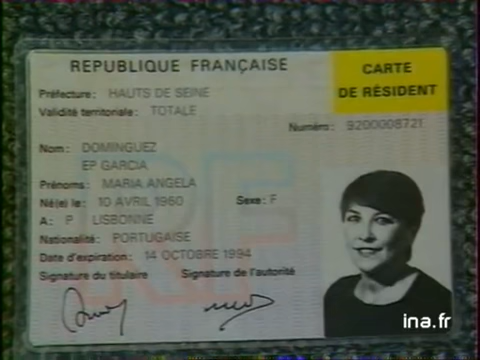 REPUBLIQUE FRANÇAISE
CARTE
DE RÉSIDENT
Préfecture: HAUTS DE SEINE
Validité territoriale: TOTALE
Numéro: 9200008721
Nom: DOMINGUEZ
EP GARCIA
Prénoms: MARIA ANGELA
Né(e) le: 10 AVRIL 1960 Sexe: F
A: P LISBONNE
Nationalité: PORTUGAISE
Date d'expiration: 14 OCTOBRE 1994
Signature du titulaire Signature de l'autorité
RF
ina.fr